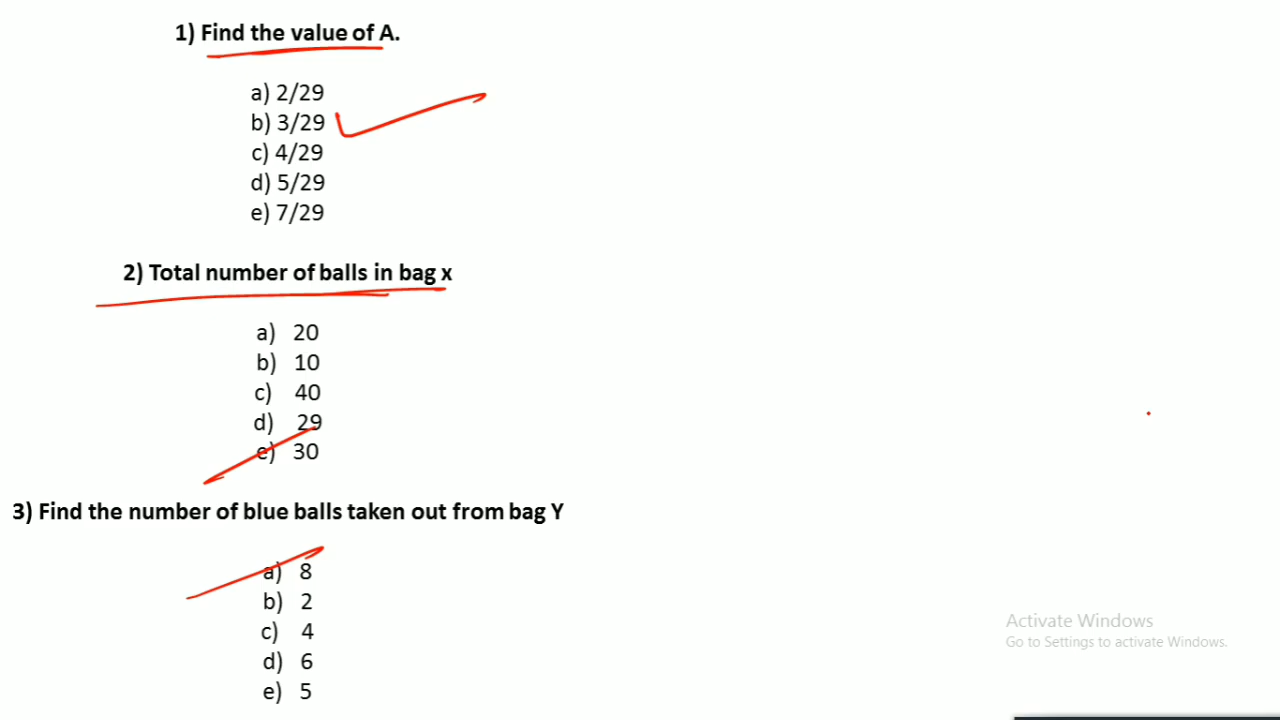 1) Find the value of A.
a) 2/29
b) 3/29
c) 4/29
d) 5/29
e) 7/29
2) Total number of balls in bag x
a) 20
b) 10
c) 40
d) 29
e) 30
3) Find the number of blue balls taken out from bag Y
a) 8
b) 2
c) 4
d) 6
e) 5
Activate Windows
Go to Settings to activate Windows.